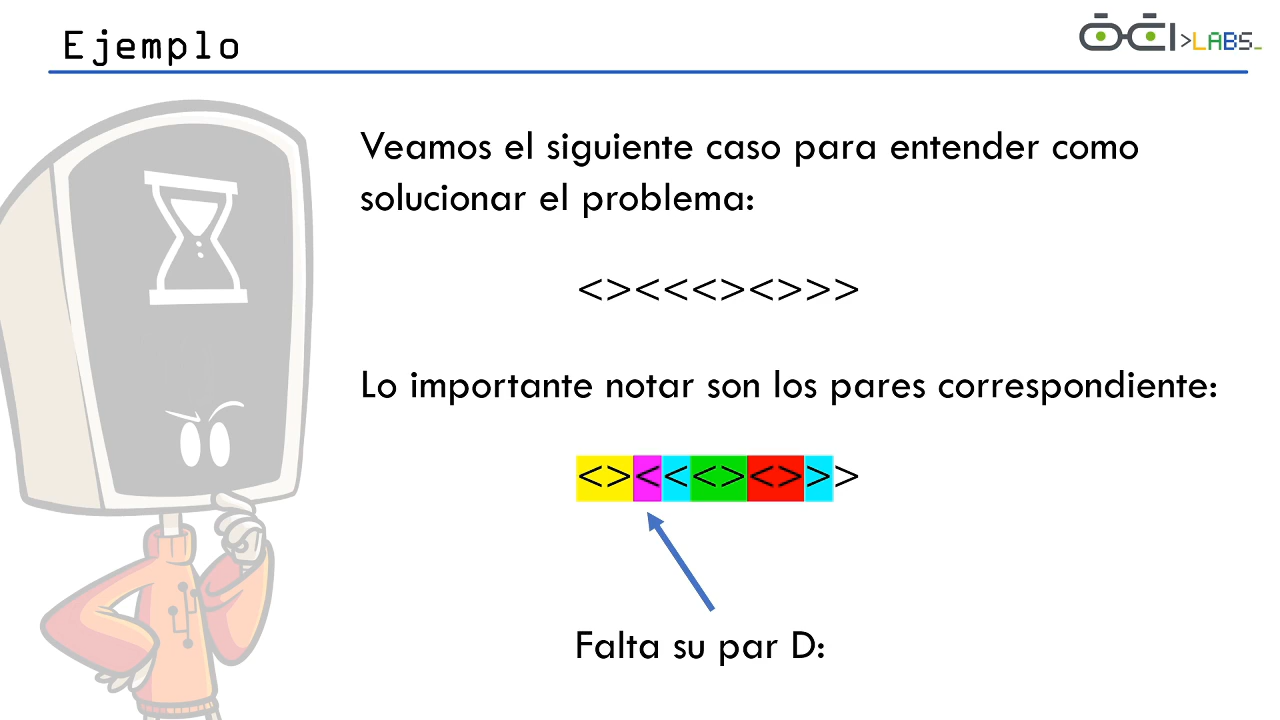 Ejemplo
OCI>LABS_
Veamos el siguiente caso para entender como
solucionar el problema:
<><<<><>>>
Lo importante notar son los pares correspondiente:
<><<<><>>>
Falta su par D: